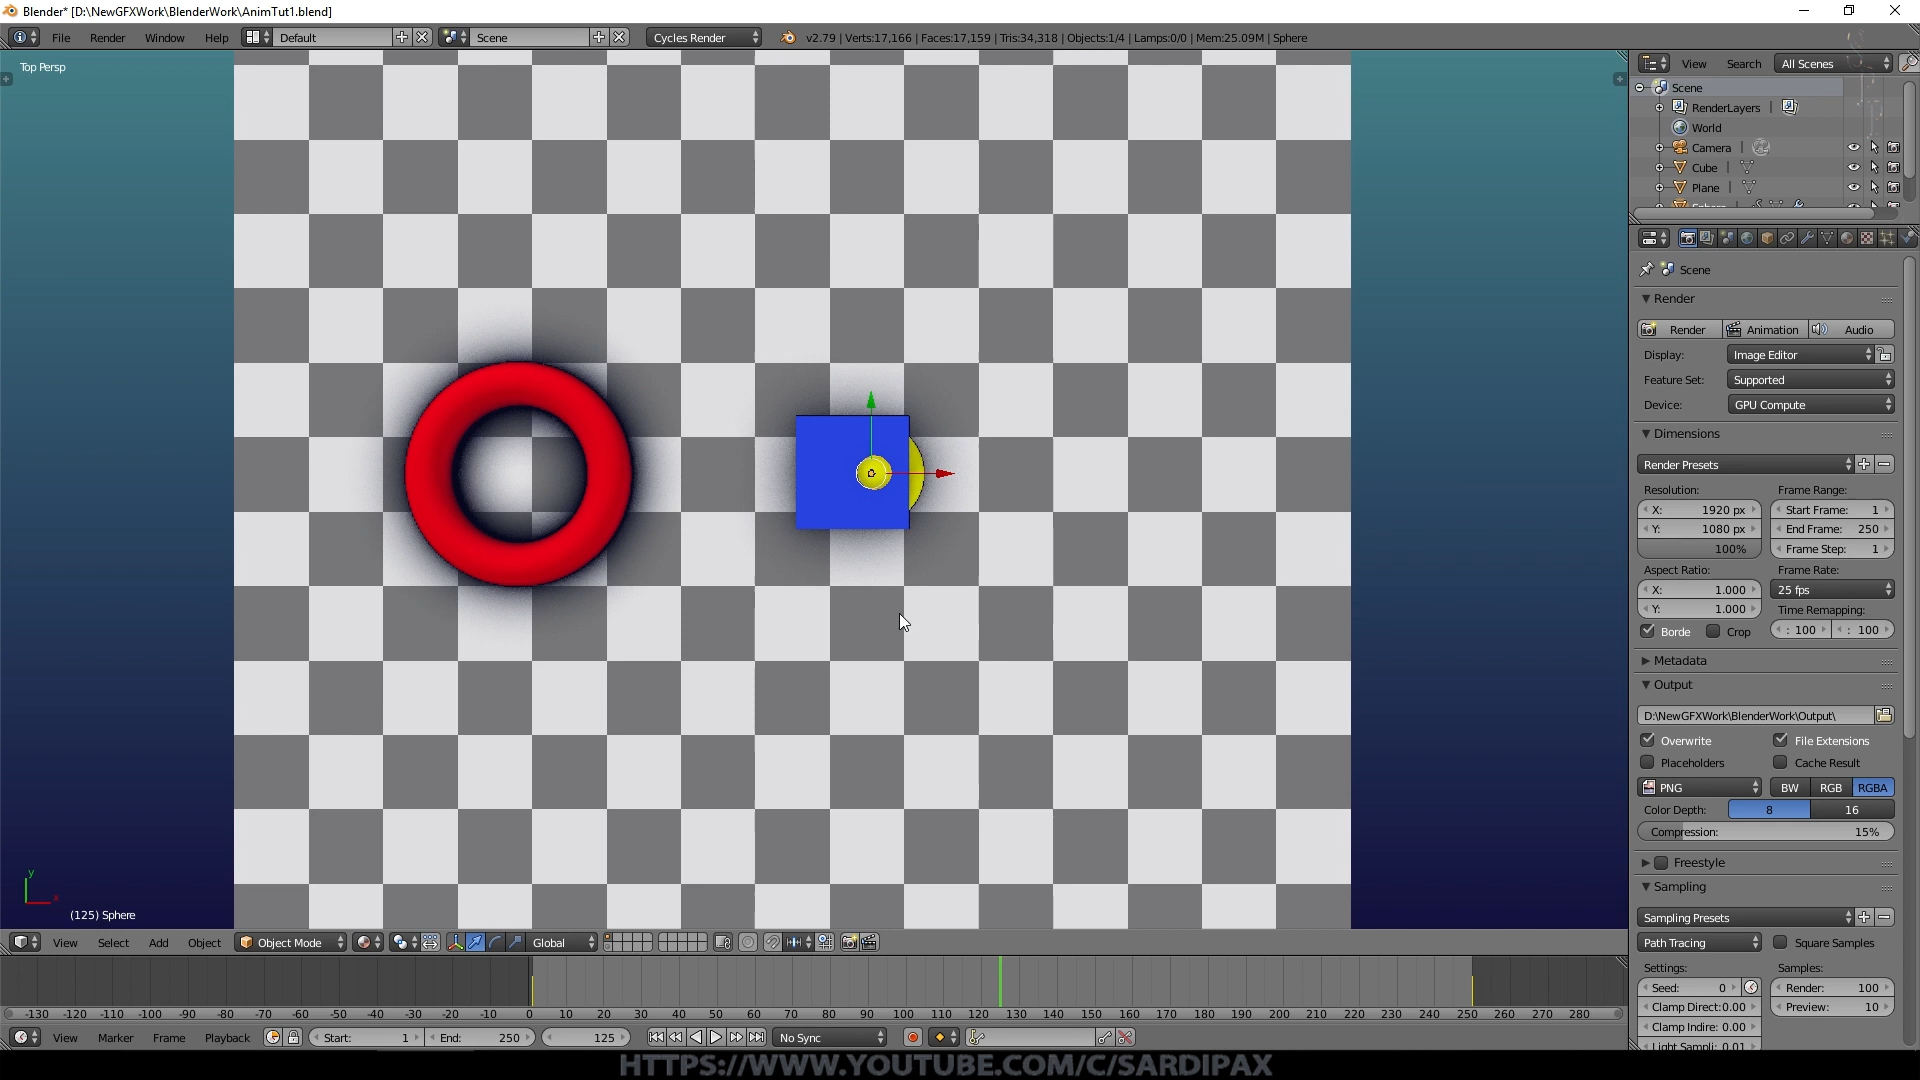 Blender* [D:\NewGFXWork\BlenderWork\AnimTut1.blend]
File Render Window Help Default Scene Cycles Render v2.79 | Verts:17,166 | Faces:17,159 | Tris:34,318 | Objects:1/4 | Lamps:0/0 | Mem:25.09M | Sphere
Top Persp
View Search All Scenes
Scene
RenderLayers
World
Camera
Cube
Plane
Scene
Render
Render Animation Audio
Display: Image Editor
Feature Set: Supported
Device: GPU Compute
Dimensions
Render Presets
Resolution: Frame Range:
X: 1920 px Start Frame: 1
Y: 1080 px End Frame: 250
100% Frame Step: 1
Aspect Ratio: Frame Rate:
X: 1.000 25 fps
Y: 1.000 Time Remapping:
Borde Crop : 100 : 100
Metadata
Output
D:\NewGFXWork\BlenderWork\Output\
Overwrite File Extensions
Placeholders Cache Result
PNG BW RGB RGBA
Color Depth: 8 16
Compression: 15%
Freestyle
Sampling
Sampling Presets
Path Tracing Square Samples
Settings: Samples:
Seed: 0 Render: 100
Clamp Direct:0.00 Preview: 10
Clamp Indire: 0.00
Light Sampli: 0.01
y
x
(125) Sphere
View Select Add Object Object Mode Global
-130 -120 -110 -100 -90 -80 -70 -60 -50 -40 -30 -20 -10 0 10 20 30 40 50 60 70 80 90 100 110 120 130 140 150 160 170 180 190 200 210 220 230 240 250 260 270 280
View Marker Frame Playback Start: 1 End: 250 125 No Sync
HTTPS://WWW.YOUTUBE.COM/C/SARDIPAX